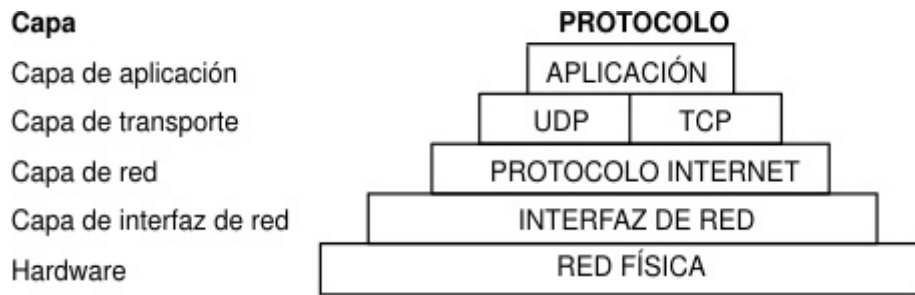 Capa PROTOCOLO
Capa de aplicación APLICACIÓN
Capa de transporte UDP TCP
Capa de red PROTOCOLO INTERNET
Capa de interfaz de red INTERFAZ DE RED
Hardware RED FÍSICA